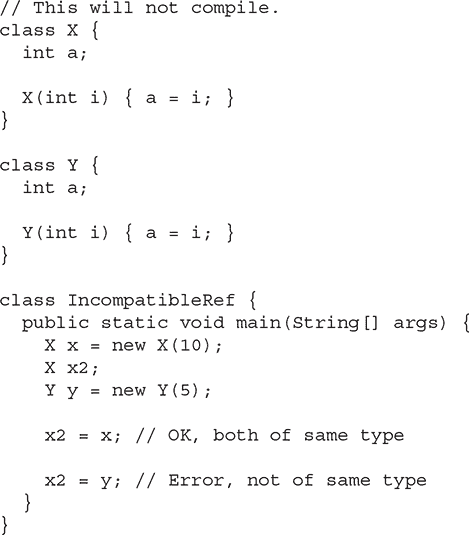 // This will not compile.
class X {
  int a;

  X(int i) { a = i; }
}

class Y {
  int a;

  Y(int i) { a = i; }
}

class IncompatibleRef {
  public static void main(String[] args) {
    X x = new X(10);
    X x2;
    Y y = new Y(5);

    x2 = x; // OK, both of same type

    x2 = y; // Error, not of same type
  }
}